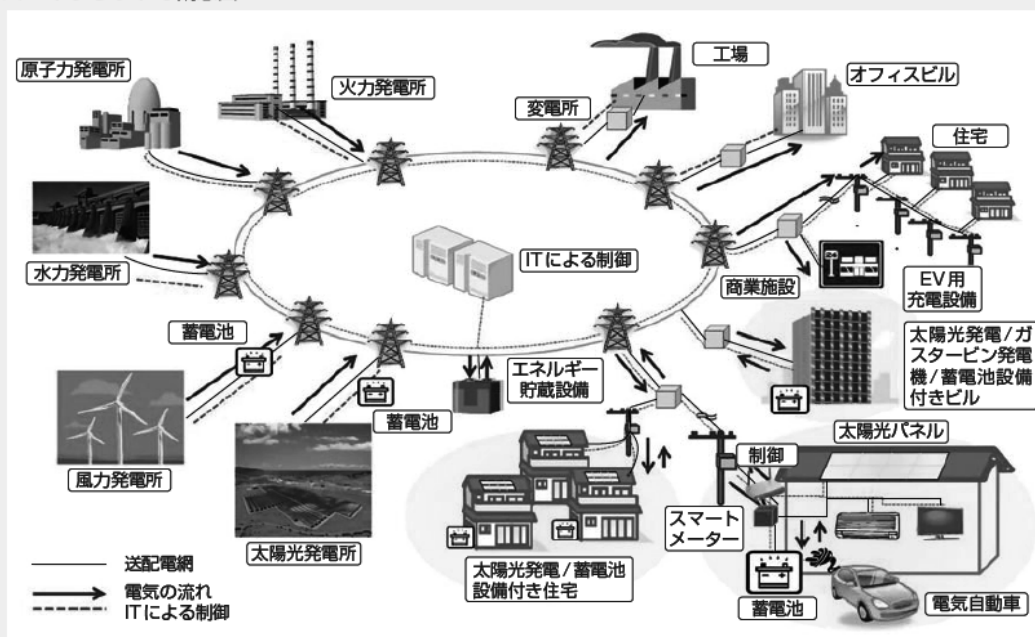 原子力発電所
火力発電所
変電所
工場
オフィスビル
住宅
水力発電所
ITによる制御
商業施設
EV用
充電設備
蓄電池
太陽光発電/ガ
スタービン発電
機/蓄電池設備
付きビル
エネルギー
貯蔵設備
蓄電池
風力発電所
太陽光発電所
太陽光発電/蓄電池
設備付き住宅
スマート
メーター
制御
太陽光パネル
蓄電池
電気自動車
送配電網
電気の流れ
ITによる制御